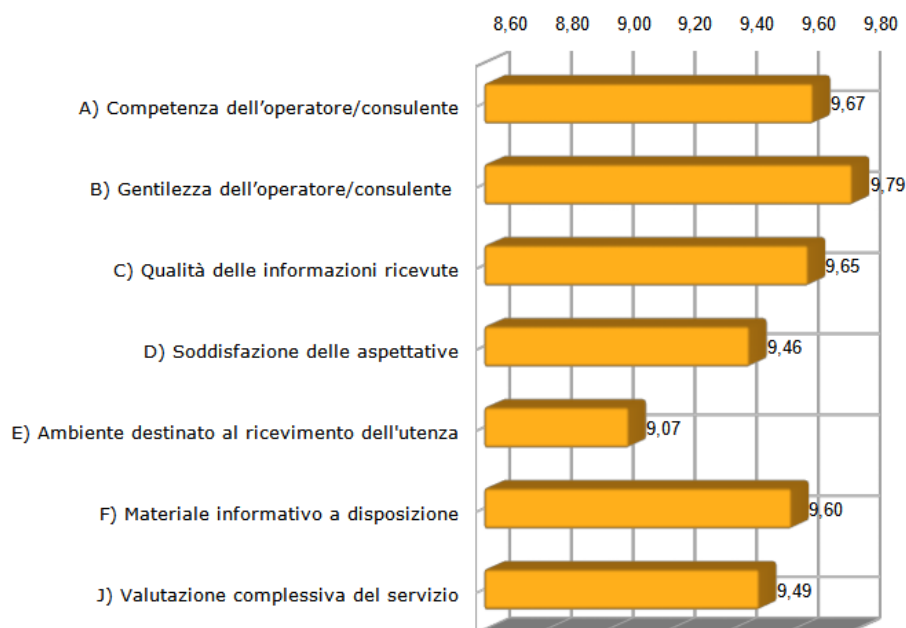 8,60 8,80 9,00 9,20 9,40 9,60 9,80
A) Competenza dell’operatore/consulente 9,67
B) Gentilezza dell’operatore/consulente 9,79
C) Qualità delle informazioni ricevute 9,65
D) Soddisfazione delle aspettative 9,46
E) Ambiente destinato al ricevimento dell'utenza 9,07
F) Materiale informativo a disposizione 9,60
J) Valutazione complessiva del servizio 9,49